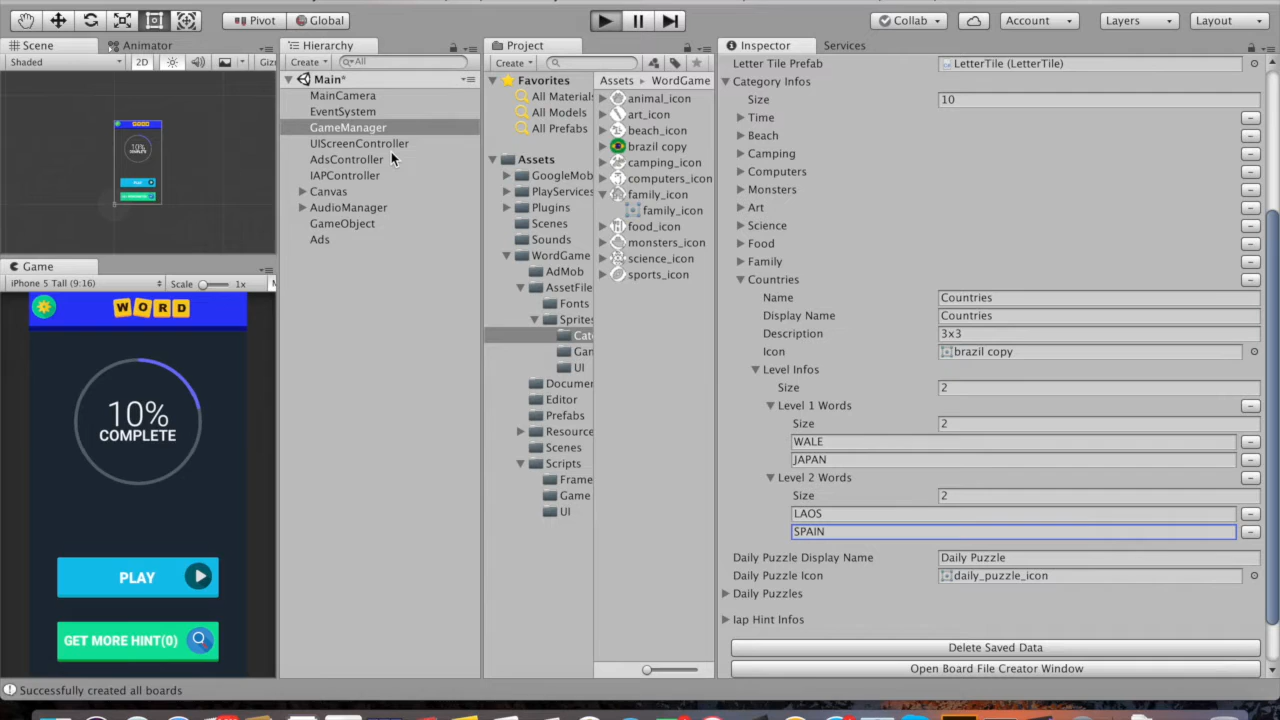 Pivot Global Collab Account Layers Layout
Scene Animator Hierarchy Project Inspector Services
Shaded 2D Giz Create All Create Letter Tile Prefab LetterTile (LetterTile)
Main* Favorites Assets WordGame Category Infos
MainCamera All Materials animal_icon Size 10
EventSystem All Models art_icon Time
GameManager All Prefabs beach_icon Beach
UIScreenController brazil copy Camping
AdsController Assets camping_icon Computers
IAPController GoogleMob computers_icon Monsters
Canvas PlayServices family_icon Art
AudioManager Plugins family_icon Science
GameObject Scenes food_icon Food
Ads Sounds monsters_icon Family
WordGame science_icon Countries
Game AdMob sports_icon Name Countries
iPhone 5 Tall (9:16) Scale 1x M AssetFile Display Name Countries
WORD Fonts Description 3x3
Sprites Icon brazil copy
Cate Level Infos
Gam Size 2
UI Level 1 Words
10% Docume Size 2
COMPLETE Editor WALE
Prefabs JAPAN
Resourc Level 2 Words
Scenes Size 2
Scripts LAOS
Frame SPAIN
Game Daily Puzzle Display Name Daily Puzzle
UI Daily Puzzle Icon daily_puzzle_icon
PLAY Daily Puzzles
Iap Hint Infos
GET MORE HINT(0) Delete Saved Data
Open Board File Creator Window
Successfully created all boards